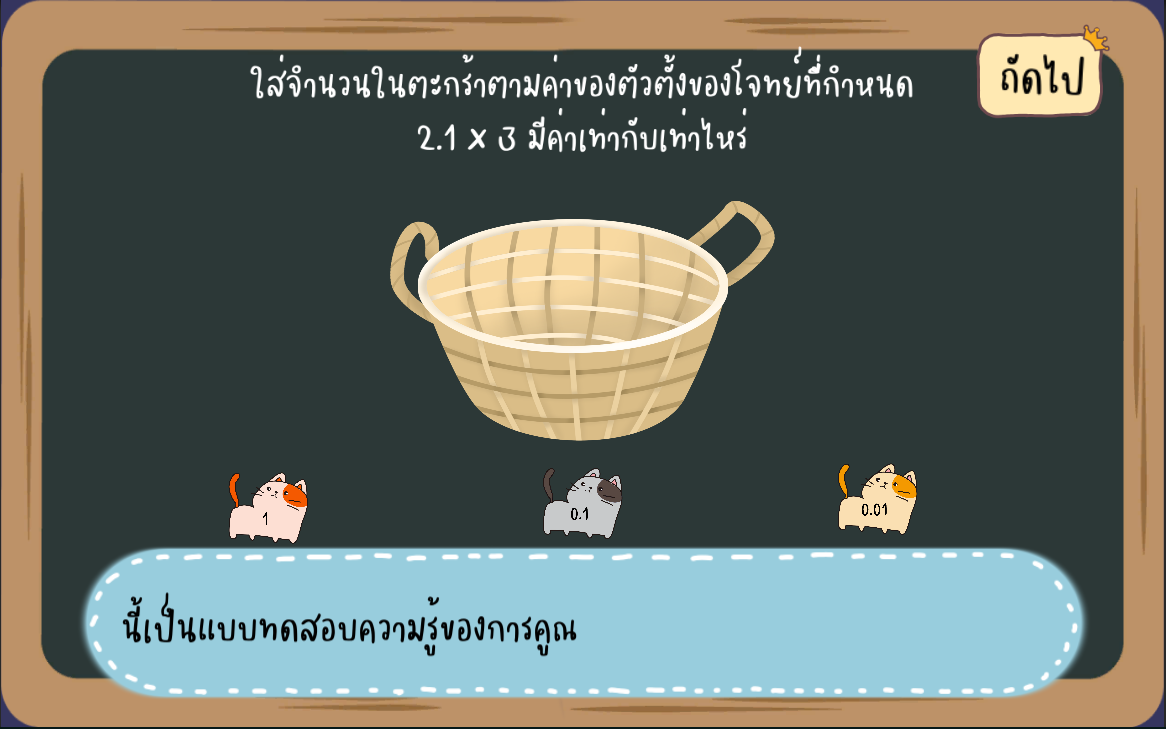 ใส่จำนวนในตะกร้าตามค่าของตัวตั้งของโจทย์ที่กำหนด
ถัดไป
2.1 x 3 มีค่าเท่ากับเท่าไหร่
1
0.1
0.01
นี้เป็นแบบทดสอบความรู้ของการคูณ